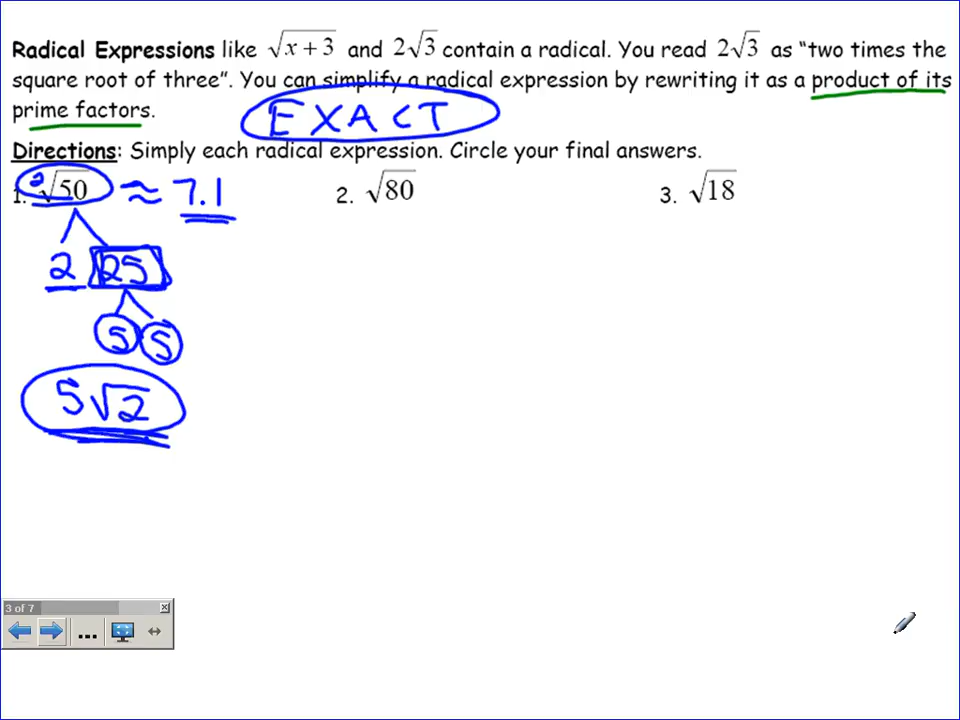 Radical Expressions like √x + 3 and 2√3 contain a radical. You read 2√3 as “two times the
square root of three”. You can simplify a radical expression by rewriting it as a product of its
prime factors.
EXACT
Directions: Simply each radical expression. Circle your final answers.
1. 2√50 ≈ 7.1 2. √80 3. √18
2 25
5 5
5√2
3 of 7
...